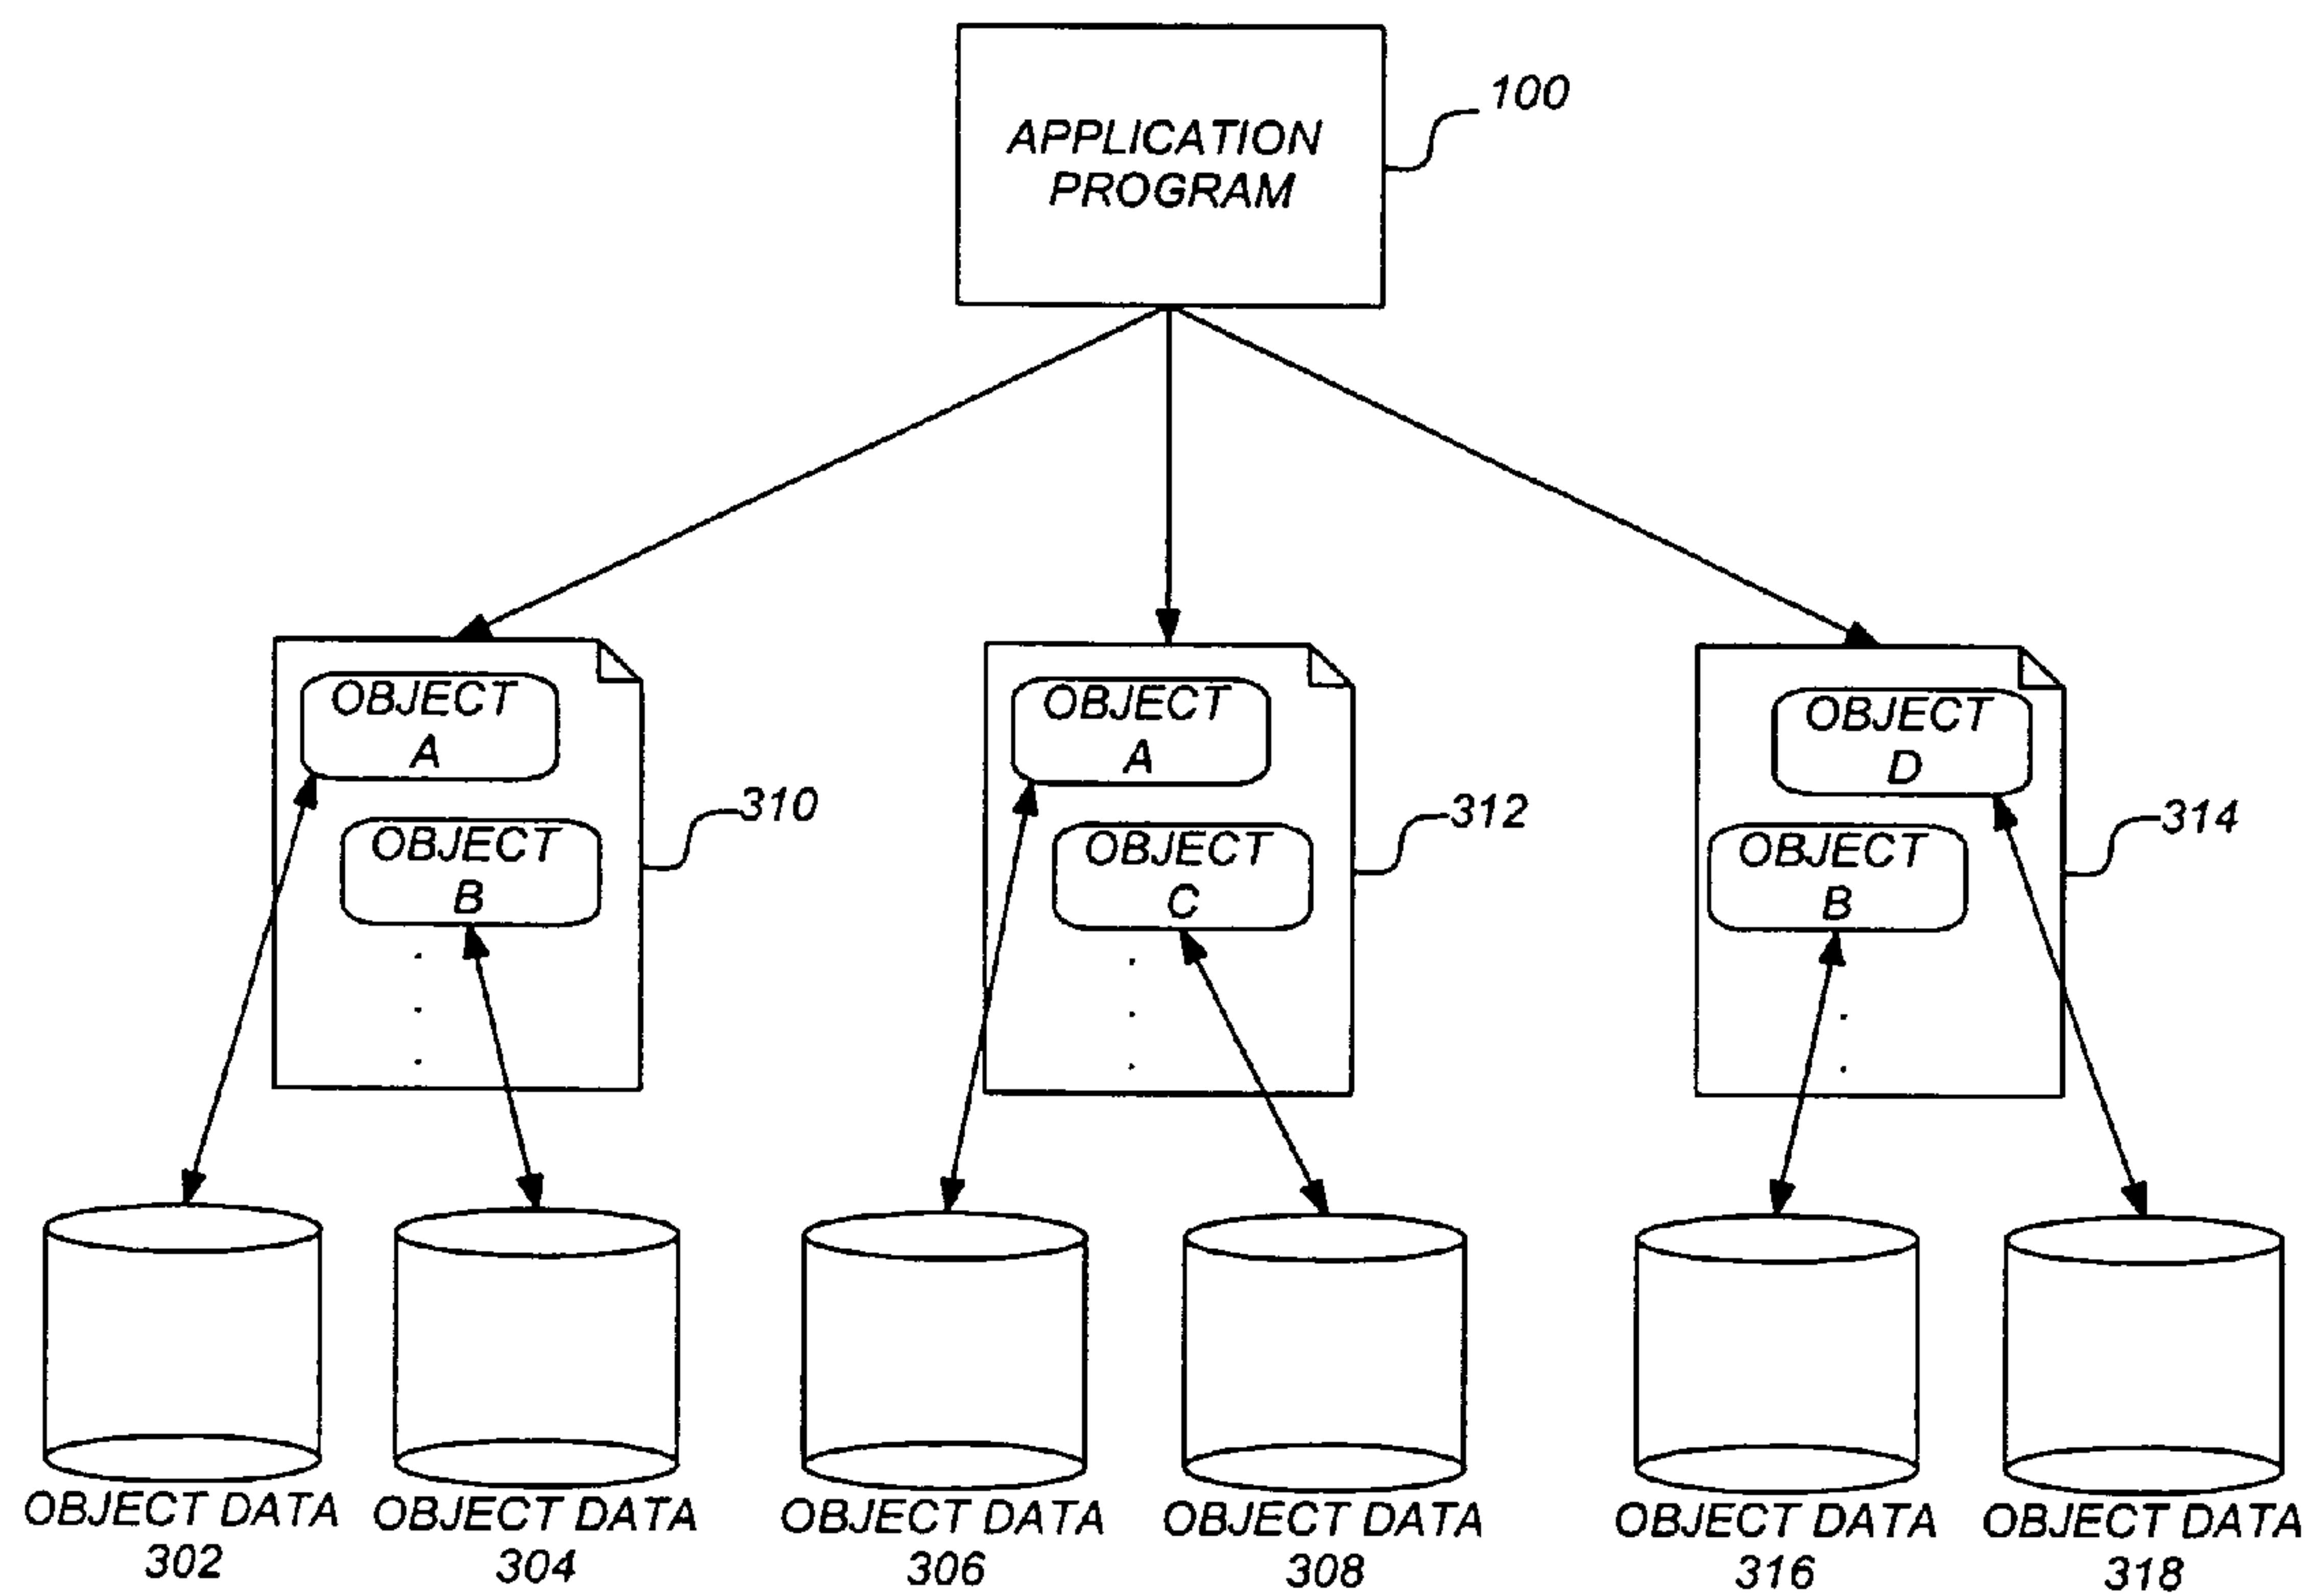 APPLICATION
PROGRAM
100
OBJECT
A
OBJECT
B
310
OBJECT
A
OBJECT
C
312
OBJECT
D
OBJECT
B
314
OBJECT DATA
302
OBJECT DATA
304
OBJECT DATA
306
OBJECT DATA
308
OBJECT DATA
316
OBJECT DATA
318